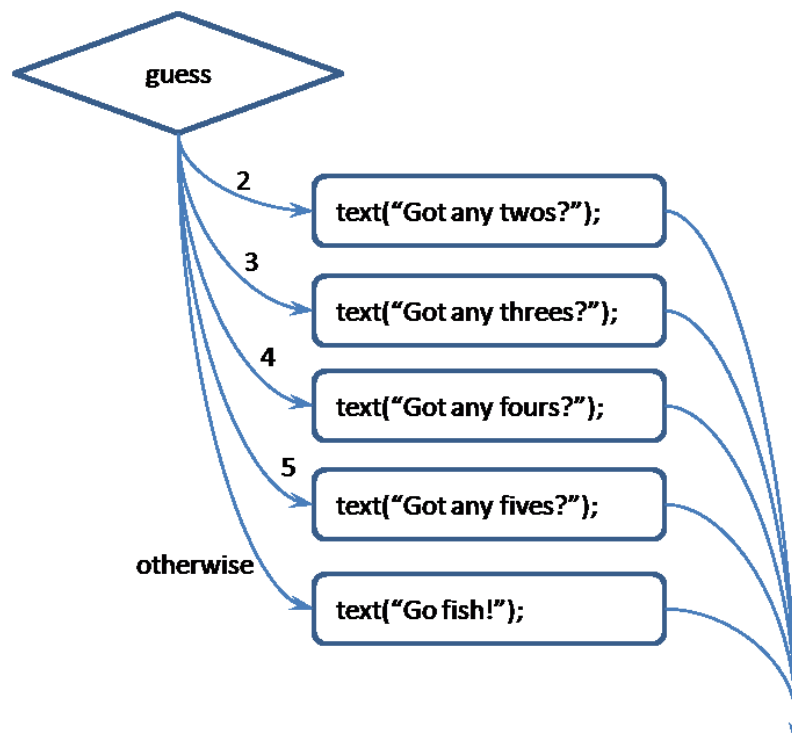 guess
2
text(“Got any twos?”);
3
text(“Got any threes?”);
4
text(“Got any fours?”);
5
text(“Got any fives?”);
otherwise
text(“Go fish!”);